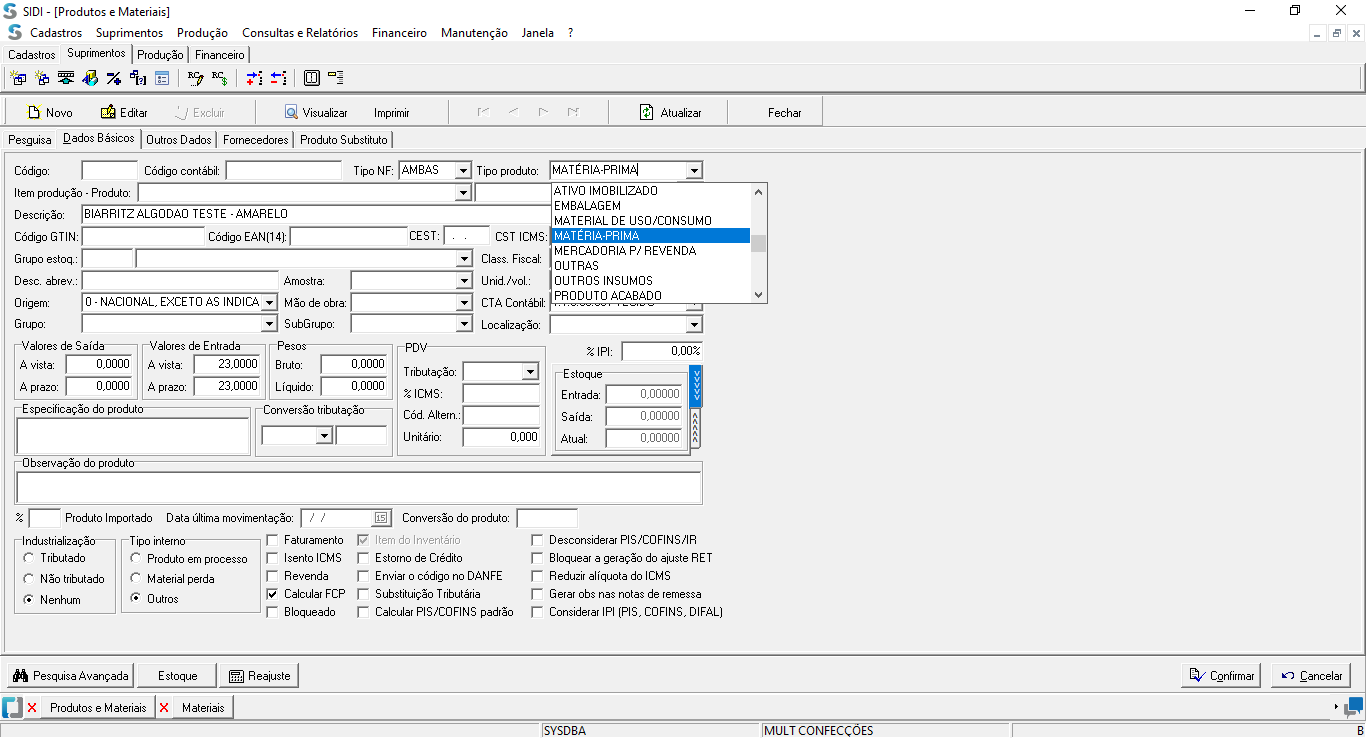 SIDI - [Produtos e Materiais]
Cadastros Suprimentos Produção Consultas e Relatórios Financeiro Manutenção Janela ?
Cadastros Suprimentos Produção Financeiro
Novo Editar Excluir Visualizar Imprimir Atualizar Fechar
Pesquisa Dados Básicos Outros Dados Fornecedores Produto Substituto
Código: Código contábil: Tipo NF: AMBAS Tipo produto: MATÉRIA-PRIMA
Item produção - Produto:
ATIVO IMOBILIZADO
EMBALAGEM
MATERIAL DE USO/CONSUMO
MATÉRIA-PRIMA
MERCADORIA P/ REVENDA
OUTRAS
OUTROS INSUMOS
PRODUTO ACABADO
Descrição: BIARRITZ ALGODAO TESTE - AMARELO
Código GTIN: Código EAN(14): CEST: . . CST ICMS:
Grupo estoq.: Class. Fiscal:
Desc. abrev.: Amostra: Unid./vol.:
Origem: 0 - NACIONAL, EXCETO AS INDICA Mão de obra: CTA Contábil:
Grupo: SubGrupo: Localização:
Valores de Saída Valores de Entrada Pesos PDV % IPI: 0,00%
A vista: 0,0000 A vista: 23,0000 Bruto: 0,0000 Tributação: Estoque
A prazo: 0,0000 A prazo: 23,0000 Líquido: 0,0000 % ICMS: Entrada: 0,00000
Especificação do produto Conversão tributação Cód. Altern.: Saída: 0,00000
Unitário: 0,000 Atual: 0,00000
Observação do produto
% Produto Importado Data última movimentação: / / 15 Conversão do produto:
Industrialização Tipo interno Faturamento Item do Inventário Desconsiderar PIS/COFINS/IR
Tributado Produto em processo Isento ICMS Estorno de Crédito Bloquear a geração do ajuste RET
Não tributado Material perda Revenda Enviar o código no DANFE Reduzir alíquota do ICMS
Nenhum Outros Calcular FCP Substituição Tributária Gerar obs nas notas de remessa
Bloqueado Calcular PIS/COFINS padrão Considerar IPI (PIS, COFINS, DIFAL)
Pesquisa Avançada Estoque Reajuste Confirmar Cancelar
Produtos e Materiais Materiais
SYSDBA MULT CONFECÇÕES B